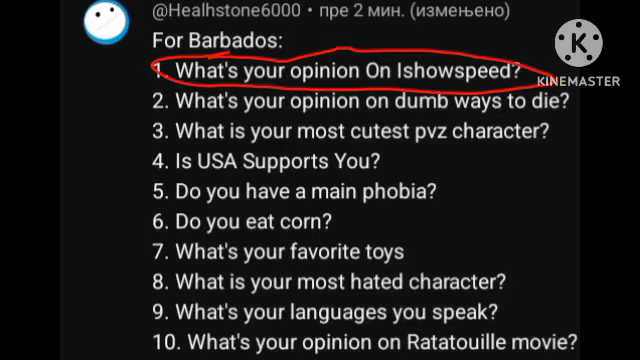 @Healhstone6000 • пре 2 мин. (измењено)
For Barbados:
1. What's your opinion On Ishowspeed?
2. What's your opinion on dumb ways to die?
3. What is your most cutest pvz character?
4. Is USA Supports You?
5. Do you have a main phobia?
6. Do you eat corn?
7. What's your favorite toys
8. What is your most hated character?
9. What's your languages you speak?
10. What's your opinion on Ratatouille movie?
K
KINEMASTER